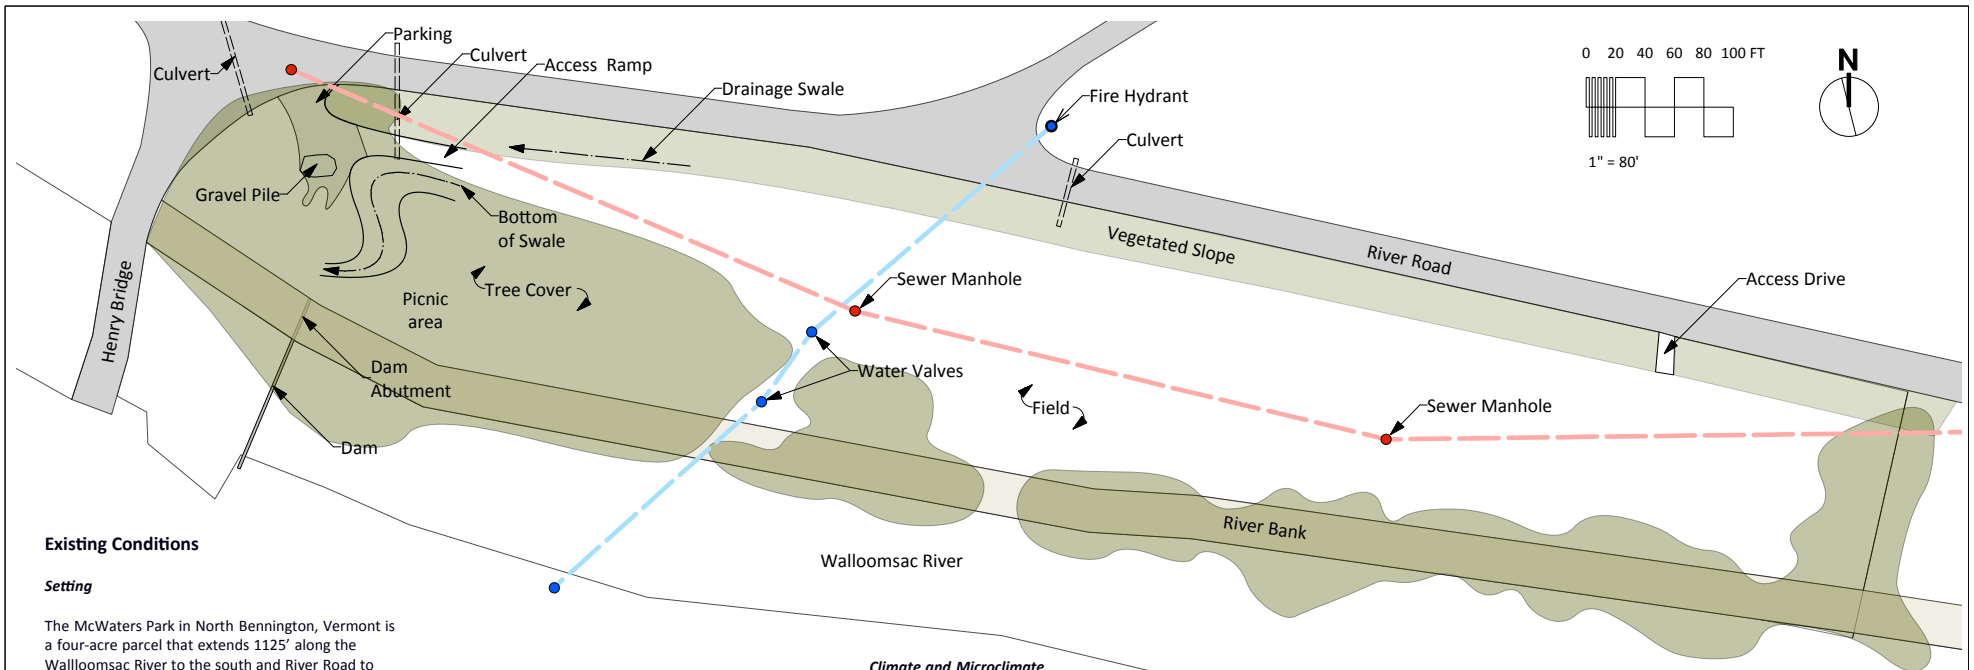 Parking
Culvert
Culvert
Access Ramp
Drainage Swale
Fire Hydrant
Culvert
0 20 40 60 80 100 FT
1" = 80'
N
Gravel Pile
Bottom
of Swale
Vegetated Slope
River Road
Henry Bridge
Picnic
area
Tree Cover
Sewer Manhole
Access Drive
Dam
Abutment
Water Valves
Field
Sewer Manhole
Dam
River Bank
Walloomsac River
Existing Conditions
Setting
The McWaters Park in North Bennington, Vermont is
a four-acre parcel that extends 1125’ along the
Wallloomsac River to the south and River Road to
Climate and Microclimate